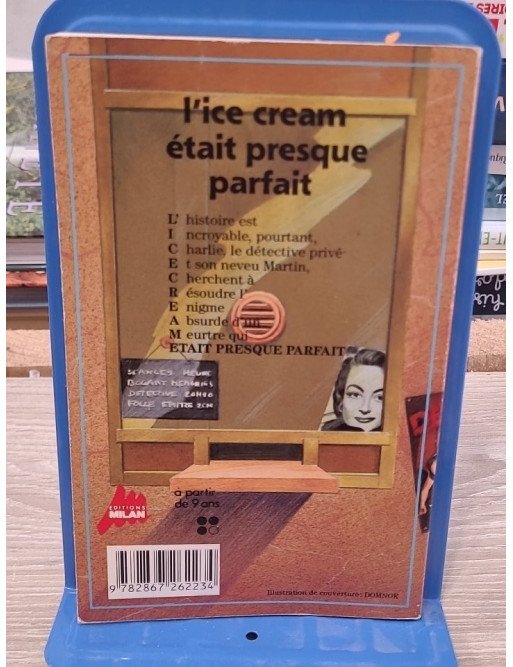 l'ice cream
était presque
parfait
L' histoire est
I ncroyable, pourtant,
C harlie, le détective privé
E t son neveu Martin,
C herchent à
R ésoudre l'
E nigme
A bsurde d'un
M eurtre qui
ETAIT PRESQUE PARFAIT
SEANCES HEURE
BOGART MEMORIES
DETECTIVE 20H20
FOLLE
EDITIONS
MILAN
à partir
de 9 ans
9 782867 262234
Illustration de couverture : DOMNOK